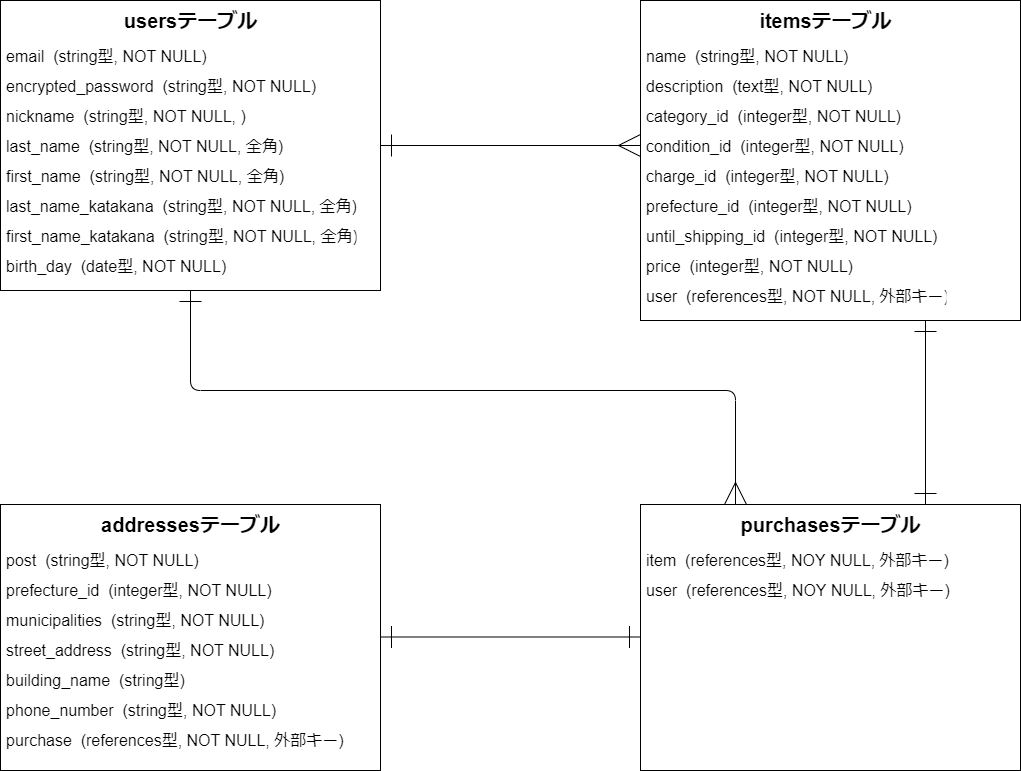 usersテーブル
email (string型, NOT NULL)
encrypted_password (string型, NOT NULL)
nickname (string型, NOT NULL, )
last_name (string型, NOT NULL, 全角)
first_name (string型, NOT NULL, 全角)
last_name_katakana (string型, NOT NULL, 全角)
first_name_katakana (string型, NOT NULL, 全角)
birth_day (date型, NOT NULL)
itemsテーブル
name (string型, NOT NULL)
description (text型, NOT NULL)
category_id (integer型, NOT NULL)
condition_id (integer型, NOT NULL)
charge_id (integer型, NOT NULL)
prefecture_id (integer型, NOT NULL)
until_shipping_id (integer型, NOT NULL)
price (integer型, NOT NULL)
user (references型, NOT NULL, 外部キー)
addressesテーブル
post (string型, NOT NULL)
prefecture_id (integer型, NOT NULL)
municipalities (string型, NOT NULL)
street_address (string型, NOT NULL)
building_name (string型)
phone_number (string型, NOT NULL)
purchase (references型, NOT NULL, 外部キー)
purchasesテーブル
item (references型, NOY NULL, 外部キー)
user (references型, NOY NULL, 外部キー)